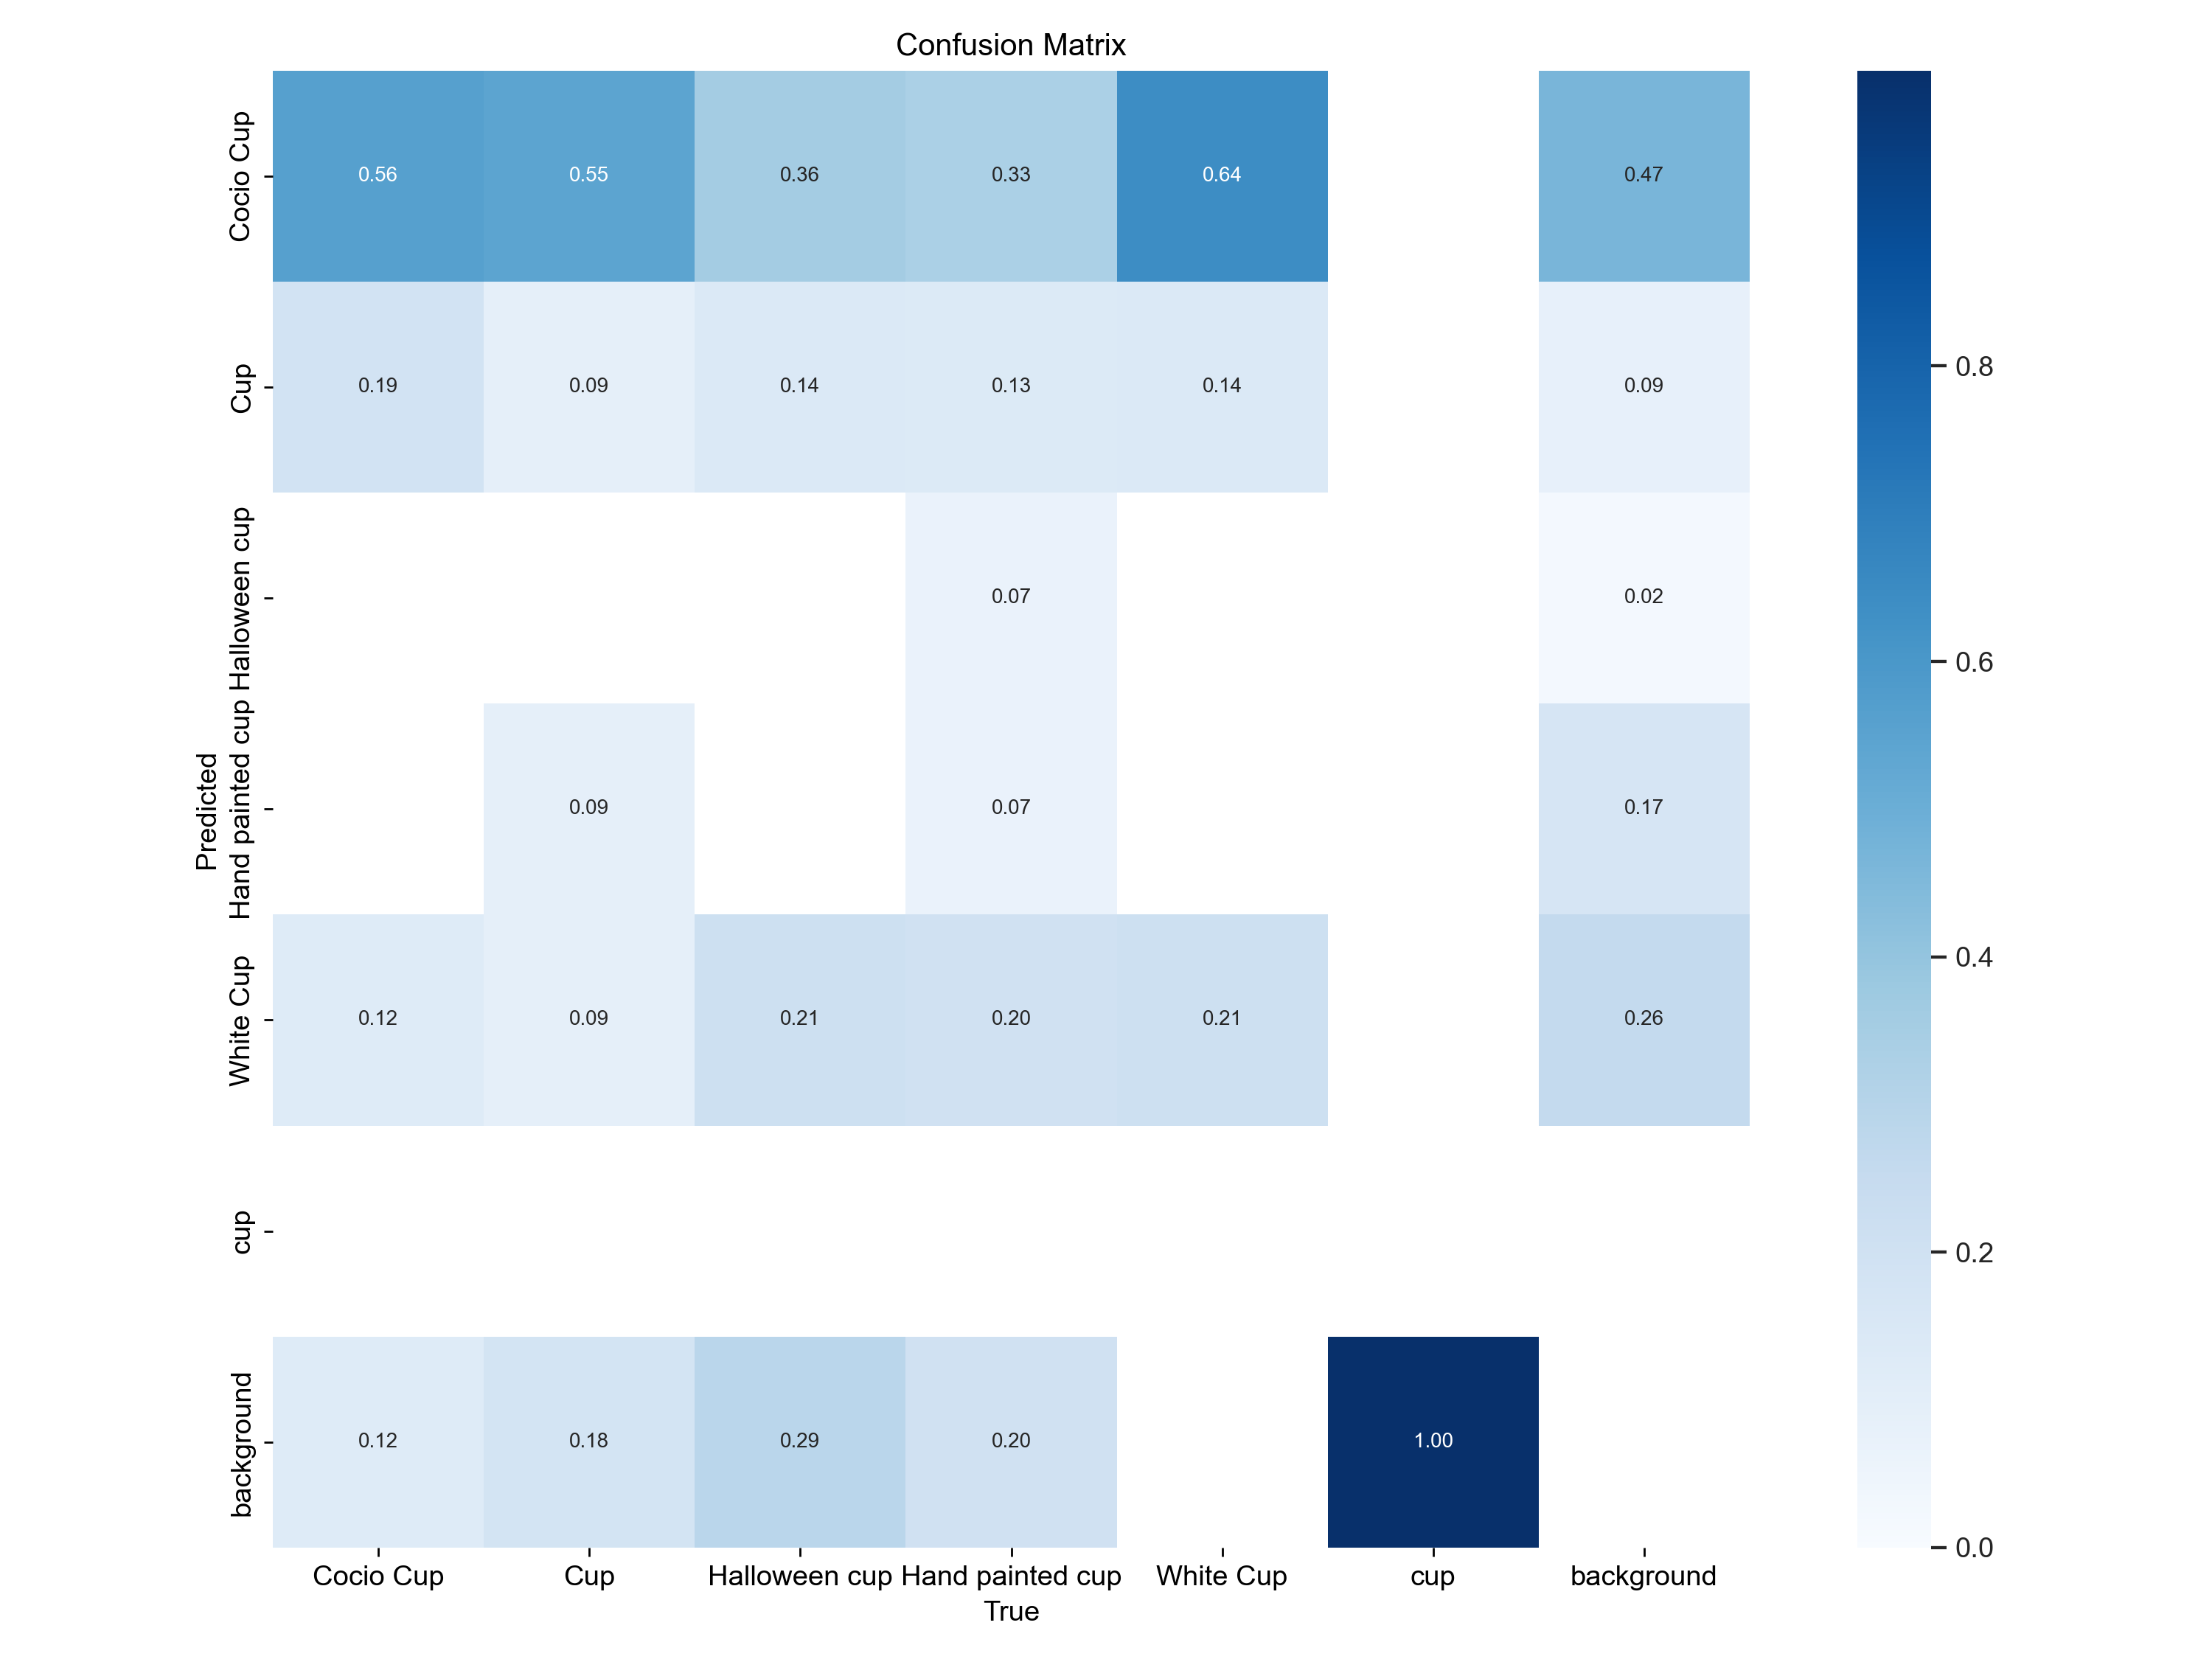 Confusion Matrix
Cocio Cup
0.56 0.55 0.36 0.33 0.64 0.47
Cup
0.19 0.09 0.14 0.13 0.14 0.09
Halloween cup
0.07 0.02
Hand painted cup
0.09 0.07 0.17
White Cup
0.12 0.09 0.21 0.20 0.21 0.26
cup
background
0.12 0.18 0.29 0.20 1.00
Predicted
Cocio Cup Cup Halloween cup Hand painted cup White Cup cup background
True
0.8
0.6
0.4
0.2
0.0